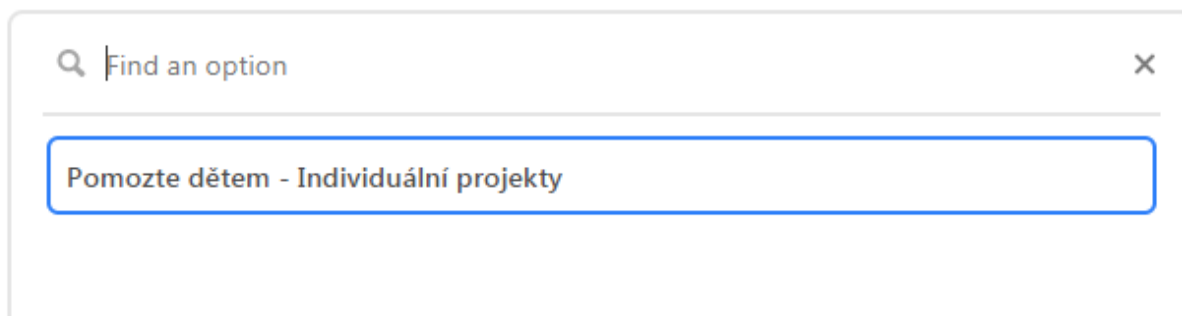 Find an option
Pomozte dětem - Individuální projekty